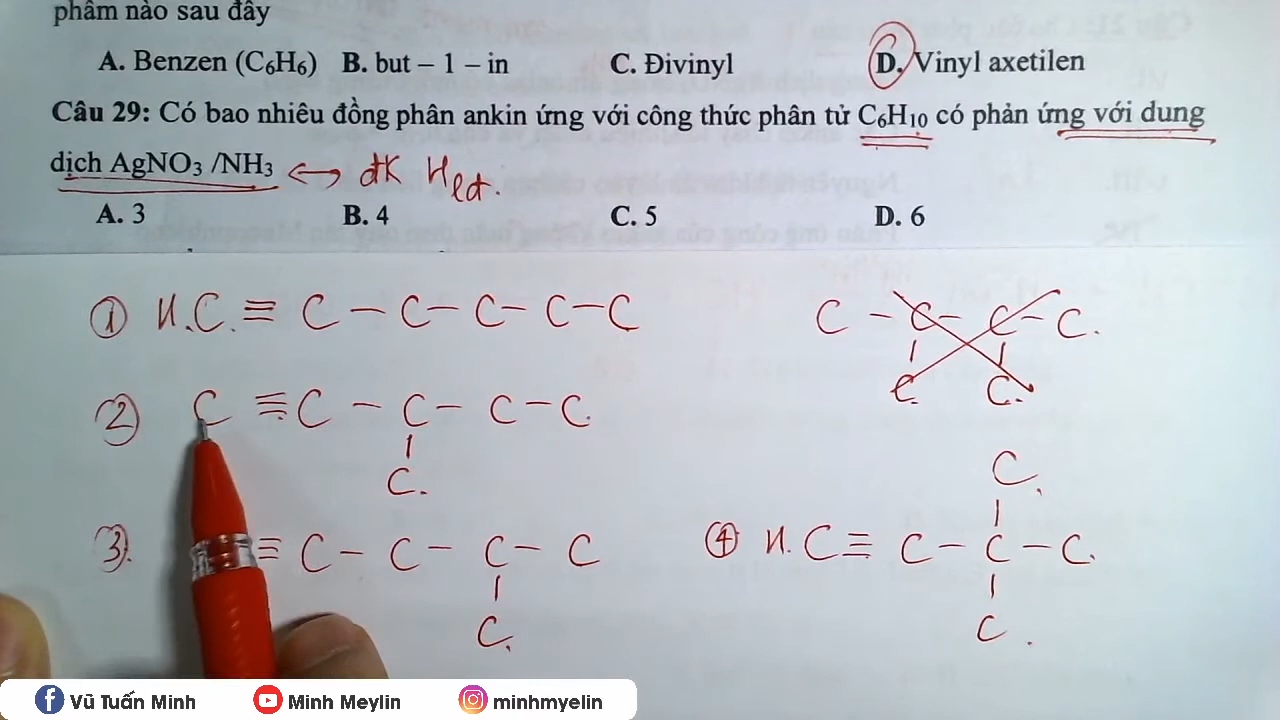 phẩm nào sau đây
A. Benzen (C₆H₆) B. but – 1 – in C. Đivinyl D. Vinyl axetilen
Câu 29: Có bao nhiêu đồng phân ankin ứng với công thức phân tử C₆H₁₀ có phản ứng với dung
dịch AgNO₃ /NH₃ ↔ đk H lđ.
A. 3 B. 4 C. 5 D. 6
① H.C. ≡ C – C – C – C – C
C – C – C – C.
C. C.
② C ≡ C – C – C – C.
C.
C.
③ ≡ C – C – C – C
④ H. C ≡ C – C – C.
C.
C.
Vũ Tuấn Minh Minh Meylin minhmyelin